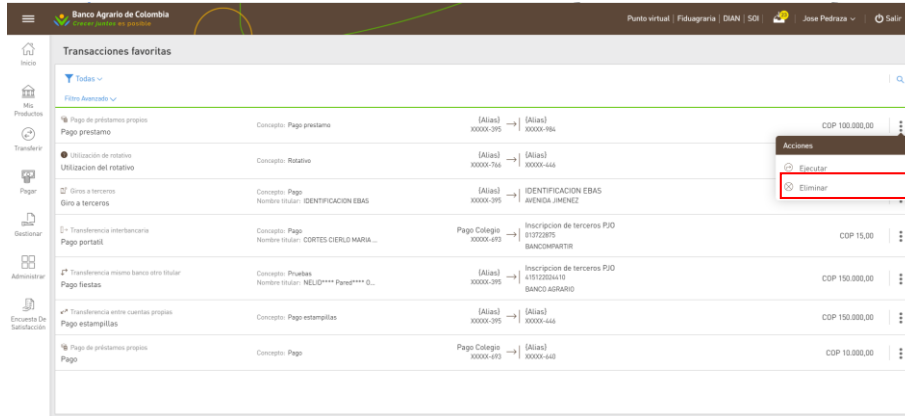 Banco Agrario de Colombia
Crecer juntos es posible
Punto virtual | Fiduagraria | DIAN | SOI | Jose Pedraza Salir
Inicio
Mis Productos
Transferir
Pagar
Gestionar
Administrar
Encuesta De Satisfacción
Transacciones favoritas
Todas
Filtro Avanzado
Pago de préstamos propios
Pago prestamo
Concepto: Pago prestamo
(Alias) → (Alias)
XXXXX-395 XXXXX-984
COP 100.000,00
Acciones
Ejecutar
Eliminar
Utilización de rotativo
Utilizacion del rotativo
Concepto: Rotativo
(Alias) → (Alias)
XXXXX-766 XXXXX-446
Giros a terceros
Giro a terceros
Concepto: Pago
Nombre titular: IDENTIFICACION EBAS
(Alias) → IDENTIFICACION EBAS
XXXXX-395 AVENIDA JIMENEZ
Transferencia interbancaria
Pago portatil
Concepto: Pago
Nombre titular: CORTES CIERLO MARIA ...
Pago Colegio → Inscripcion de terceros PJO
XXXXX-693 013722875
BANCOMPARTIR
COP 15,00
Transferencia mismo banco otro titular
Pago fiestas
Concepto: Pruebas
Nombre titular: NELID**** Pared**** O...
(Alias) → Inscripcion de terceros PJO
XXXXX-395 415122026410
BANCO AGRARIO
COP 150.000,00
Transferencia entre cuentas propias
Pago estampillas
Concepto: Pago estampillas
(Alias) → (Alias)
XXXXX-395 XXXXX-446
COP 150.000,00
Pago de préstamos propios
Pago
Concepto: Pago
Pago Colegio → (Alias)
XXXXX-693 XXXXX-640
COP 10.000,00